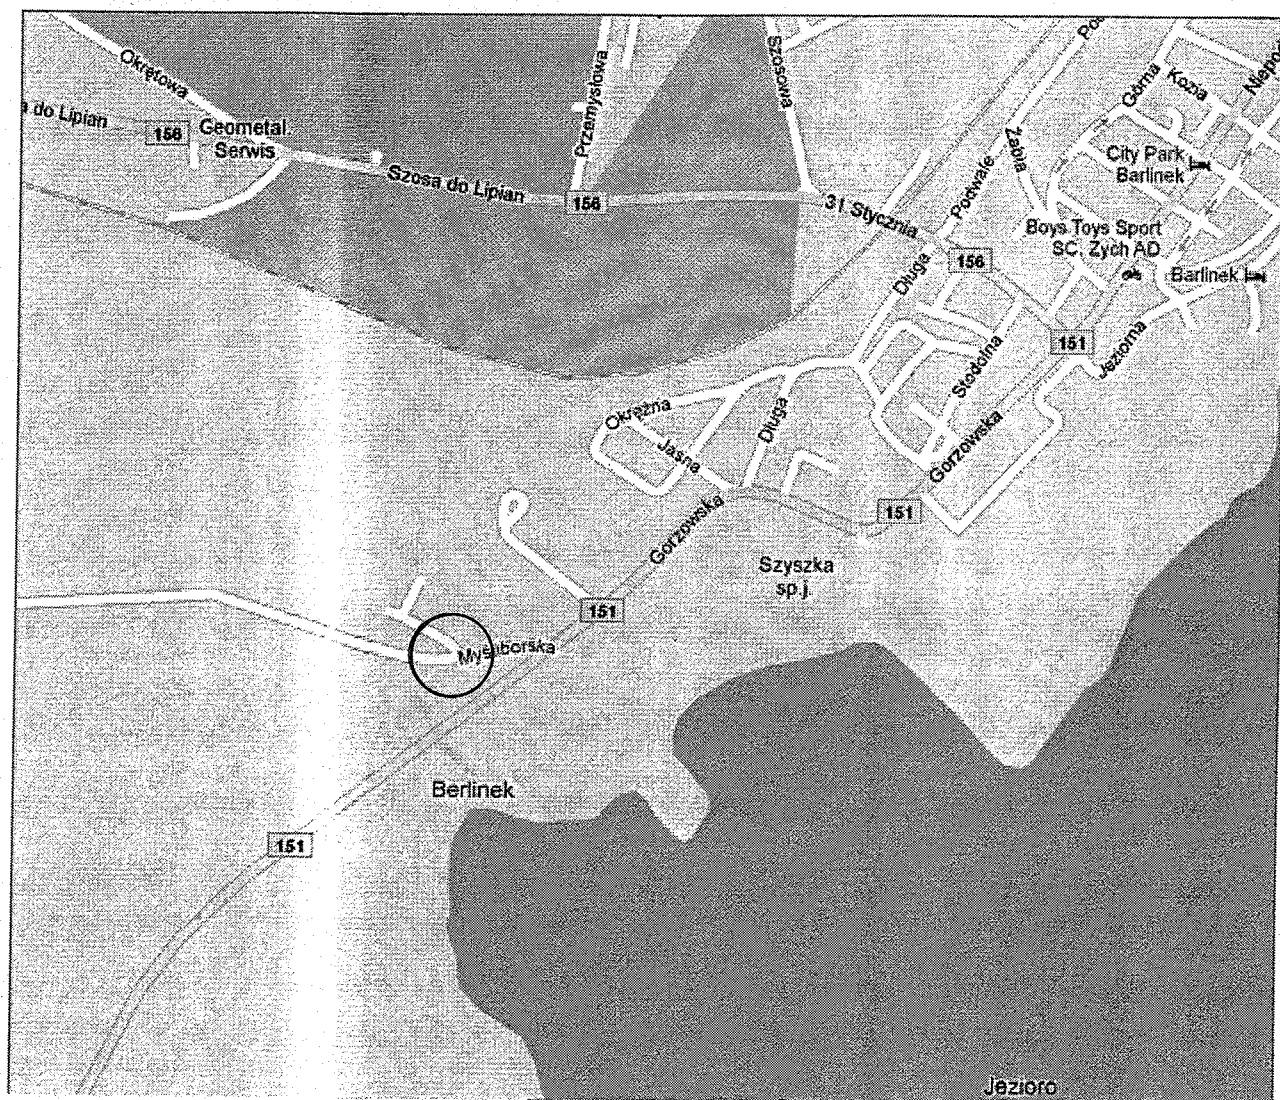 Okrętowa
do Lipian
156
Geometal.
Serwis
Szosa do Lipian
156
Przemysłowa
Szosowa
31 Stycznia
Podwale
Żabia
Górna
Kozia
City Park
Barlinek
Boys Toys Sport
SC. Zych AD
Barlinek
156
Długa
151
Jeziorna
Stodolna
Gorzowska
Okrężna
Jasna
Długa
151
Gorzowska
Szyszka
sp.j.
151
Myśliborska
Berlinek
151
Jezioro